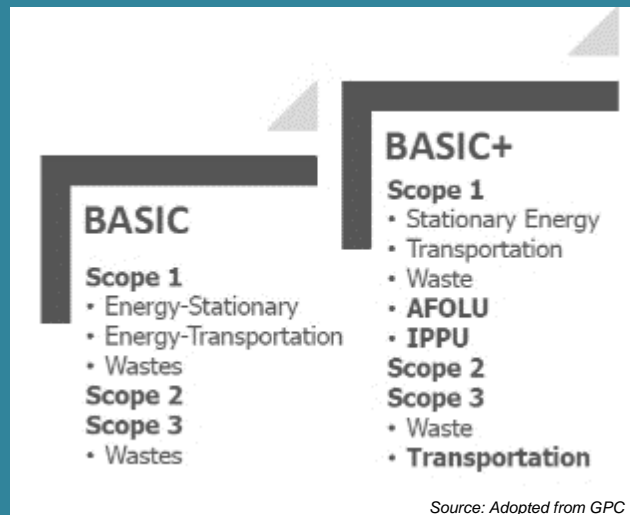 BASIC
Scope 1
• Energy-Stationary
• Energy-Transportation
• Wastes
Scope 2
Scope 3
• Wastes
BASIC+
Scope 1
• Stationary Energy
• Transportation
• Waste
• AFOLU
• IPPU
Scope 2
Scope 3
• Waste
• Transportation
Source: Adopted from GPC